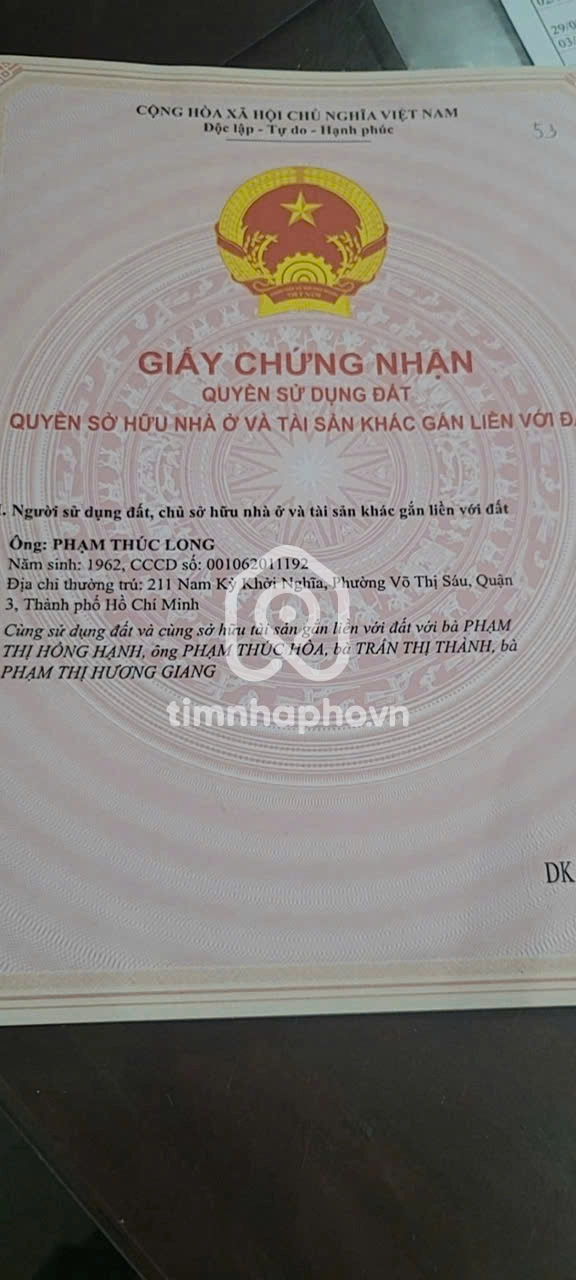 29/0
03/
CỘNG HÒA XÃ HỘI CHỦ NGHĨA VIỆT NAM
Độc lập - Tự do - Hạnh phúc
53
GIẤY CHỨNG NHẬN
QUYỀN SỬ DỤNG ĐẤT
QUYỀN SỞ HỮU NHÀ Ở VÀ TÀI SẢN KHÁC GẮN LIỀN VỚI ĐẤ
I. Người sử dụng đất, chủ sở hữu nhà ở và tài sản khác gắn liền với đất
Ông: PHẠM THÚC LONG
Năm sinh: 1962, CCCD số: 001062011192
Địa chỉ thường trú: 211 Nam Kỳ Khởi Nghĩa, Phường Võ Thị Sáu, Quận
3, Thành phố Hồ Chí Minh
Cùng sử dụng đất và cùng sở hữu tài sản gắn liền với đất với bà PHẠM
THỊ HỒNG HẠNH, ông PHẠM THÚC HÒA, bà TRẦN THỊ THÀNH, bà
PHẠM THỊ HƯƠNG GIANG
timnhapho.vn
DK